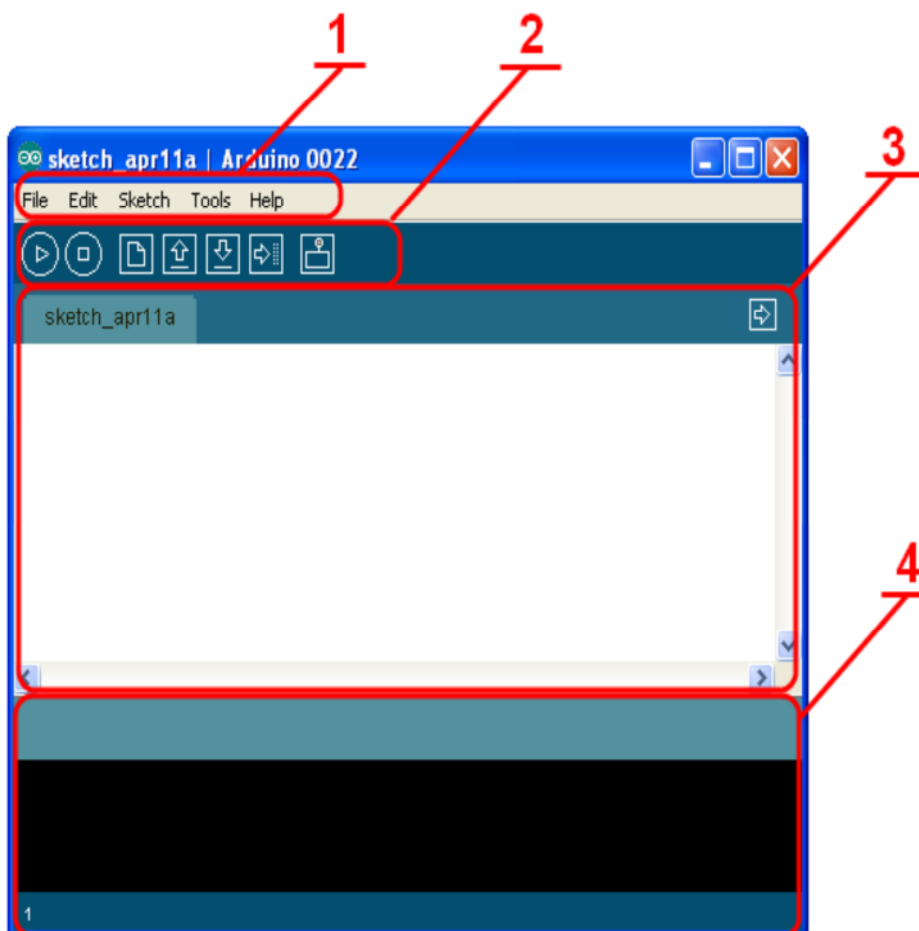 1 2
sketch_apr11a | Arduino 0022
3
File Edit Sketch Tools Help
sketch_apr11a
4
1